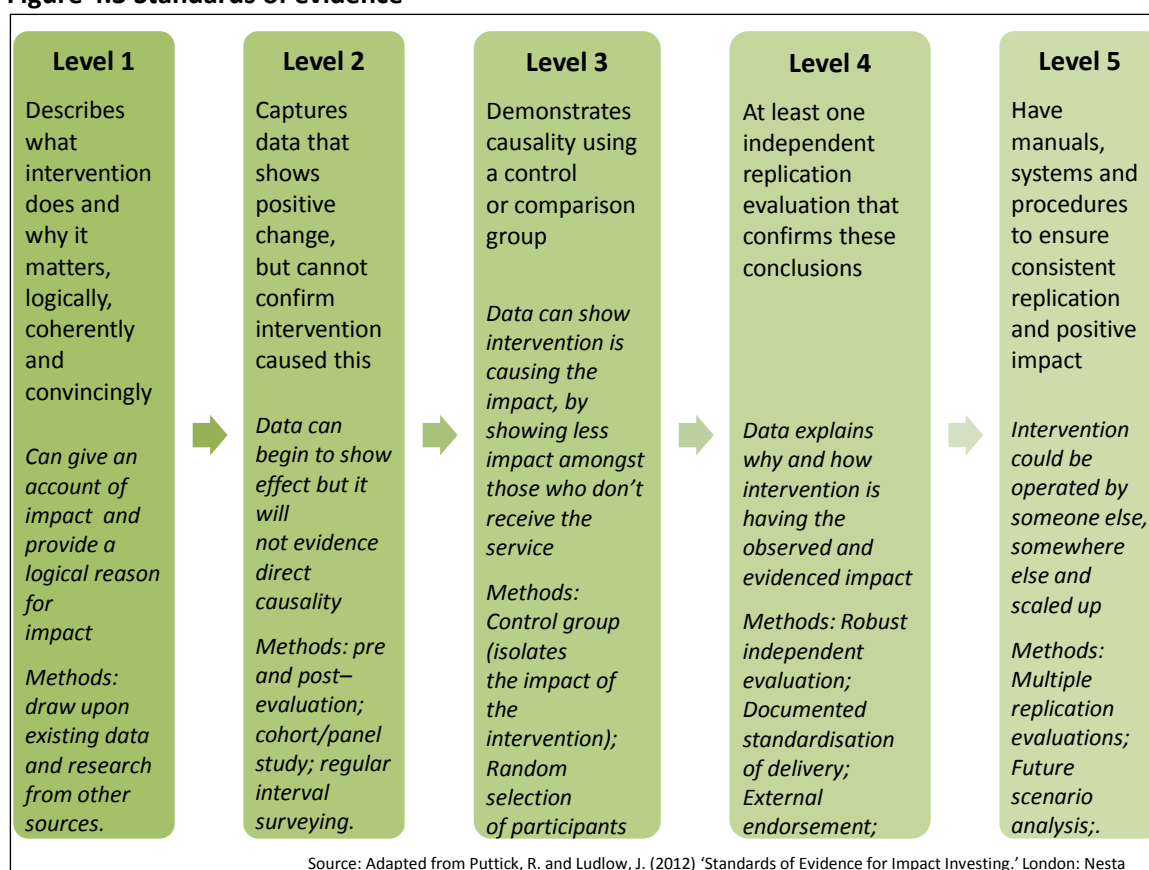 Figure Standards of evidence
Level 1
Describes
what
intervention
does and
why it
matters,
logically,
coherently
and
convincingly
Can give an
account of
impact and
provide a
logical reason
for
impact
Methods:
draw upon
existing data
and research
from other
sources.
Level 2
Captures
data that
shows
positive
change,
but cannot
confirm
intervention
caused this
Data can
begin to show
effect but it
will
not evidence
direct
causality
Methods: pre
and post–
evaluation;
cohort/panel
study; regular
interval
surveying.
Level 3
Demonstrates
causality using
a control
or comparison
group
Data can show
intervention is
causing the
impact, by
showing less
impact amongst
those who don’t
receive the
service
Methods:
Control group
(isolates
the impact of
the
intervention);
Random
selection
of participants
Level 4
At least one
independent
replication
evaluation that
confirms these
conclusions
Data explains
why and how
intervention is
having the
observed and
evidenced impact
Methods: Robust
independent
evaluation;
Documented
standardisation
of delivery;
External
endorsement;
Level 5
Have
manuals,
systems and
procedures
to ensure
consistent
replication
and positive
impact
Intervention
could be
operated by
someone else,
somewhere
else and
scaled up
Methods:
Multiple
replication
evaluations;
Future
scenario
analysis;.
Source: Adapted from Puttick, R. and Ludlow, J. (2012) ‘Standards of Evidence for Impact Investing.’ London: Nesta